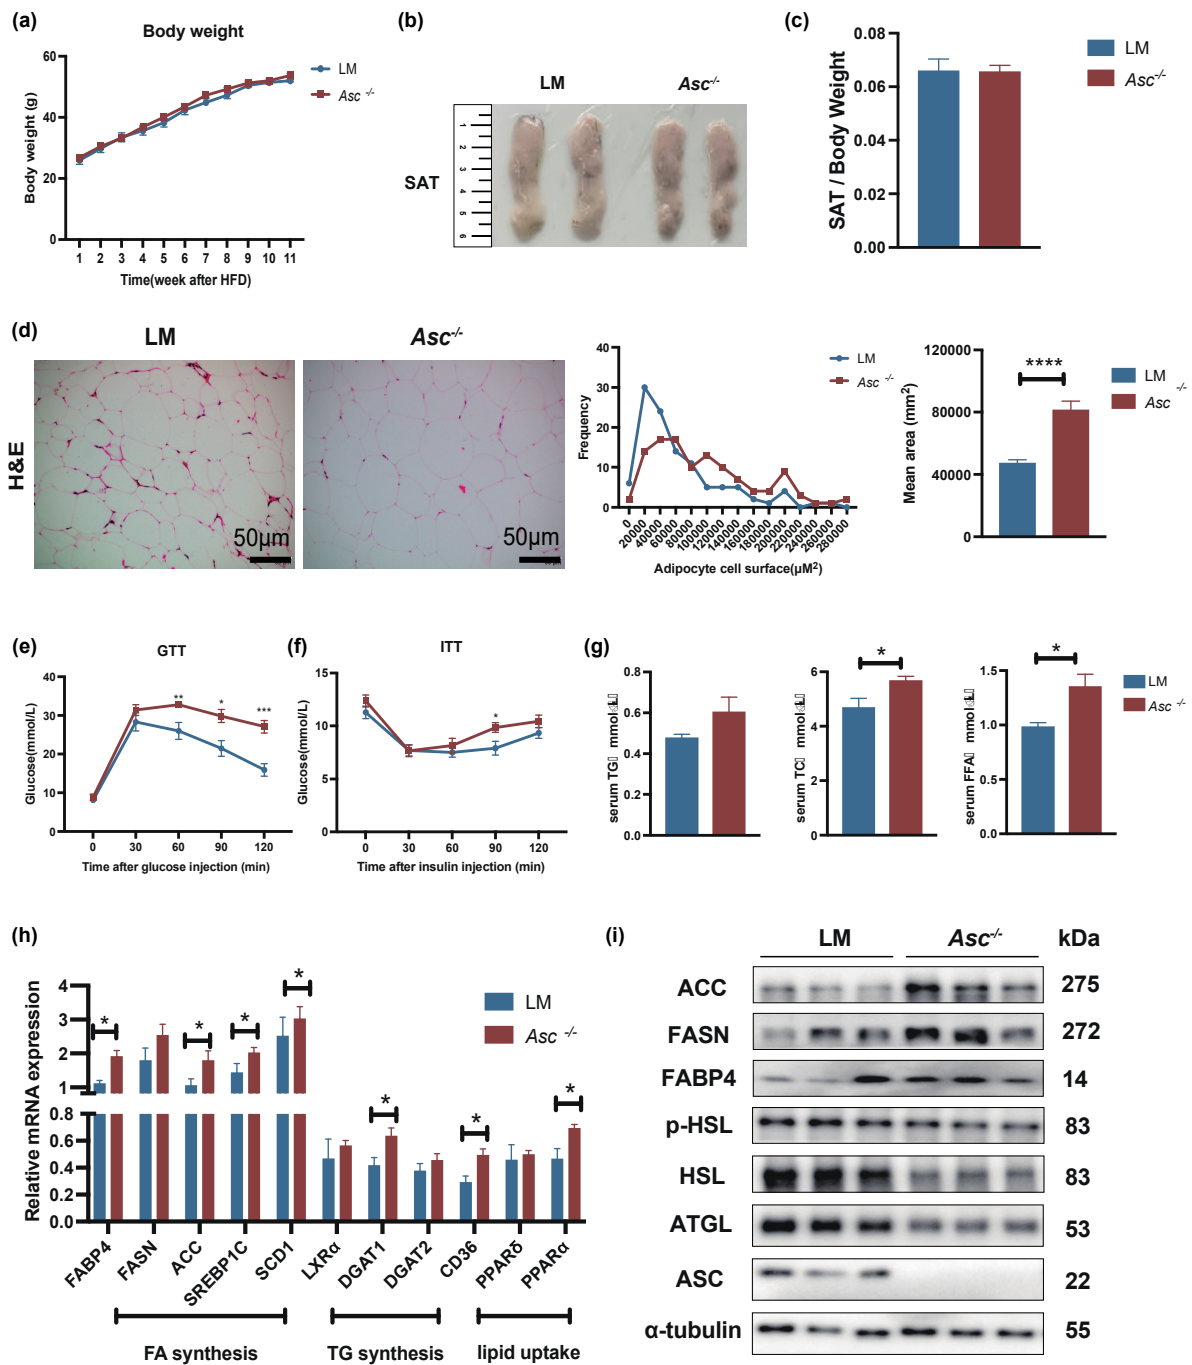 (a)
Body weight
Body weight (g)
60
40
20
0
1 2 3 4 5 6 7 8 9 10 11
Time(week after HFD)
LM
Asc -/-
(b)
LM Asc-/-
SAT
1
2
3
4
5
6
(c)
SAT / Body Weight
0.08
0.06
0.04
0.02
0.00
LM
Asc-/-
(d)
LM Asc-/-
H&E
50μm
50μm
Frequency
40
30
20
10
0
0 20000 40000 60000 80000 100000 120000 140000 160000 180000 200000 220000 240000 260000 280000
Adipocyte cell surface(μM2)
LM
Asc -/-
Mean area (mm2)
120000
80000
40000
0
****
LM
Asc -/-
(e)
GTT
Glucose(mmol/L)
40
30
20
10
0
** * ***
0 30 60 90 120
Time after glucose injection (min)
(f)
ITT
Glucose(mmol/L)
15
10
5
0
*
0 30 60 90 120
Time after insulin injection (min)
(g)
serum TG mmol L
0.8
0.6
0.4
0.2
0.0
serum TC mmol L
6
4
2
0
*
serum FFA mmol L
1.5
1.0
0.5
0.0
*
LM
Asc -/-
(h)
Relative mRNA expression
4
3
2
1
0.8
0.6
0.4
0.2
0.0
* * * * * * *
LM
Asc -/-
FABP4 FASN ACC SREBP1C SCD1 LXRα DGAT1 DGAT2 CD36 PPARδ PPARα
FA synthesis TG synthesis lipid uptake
(i)
LM Asc-/- kDa
ACC 275
FASN 272
FABP4 14
p-HSL 83
HSL 83
ATGL 53
ASC 22
α-tubulin 55